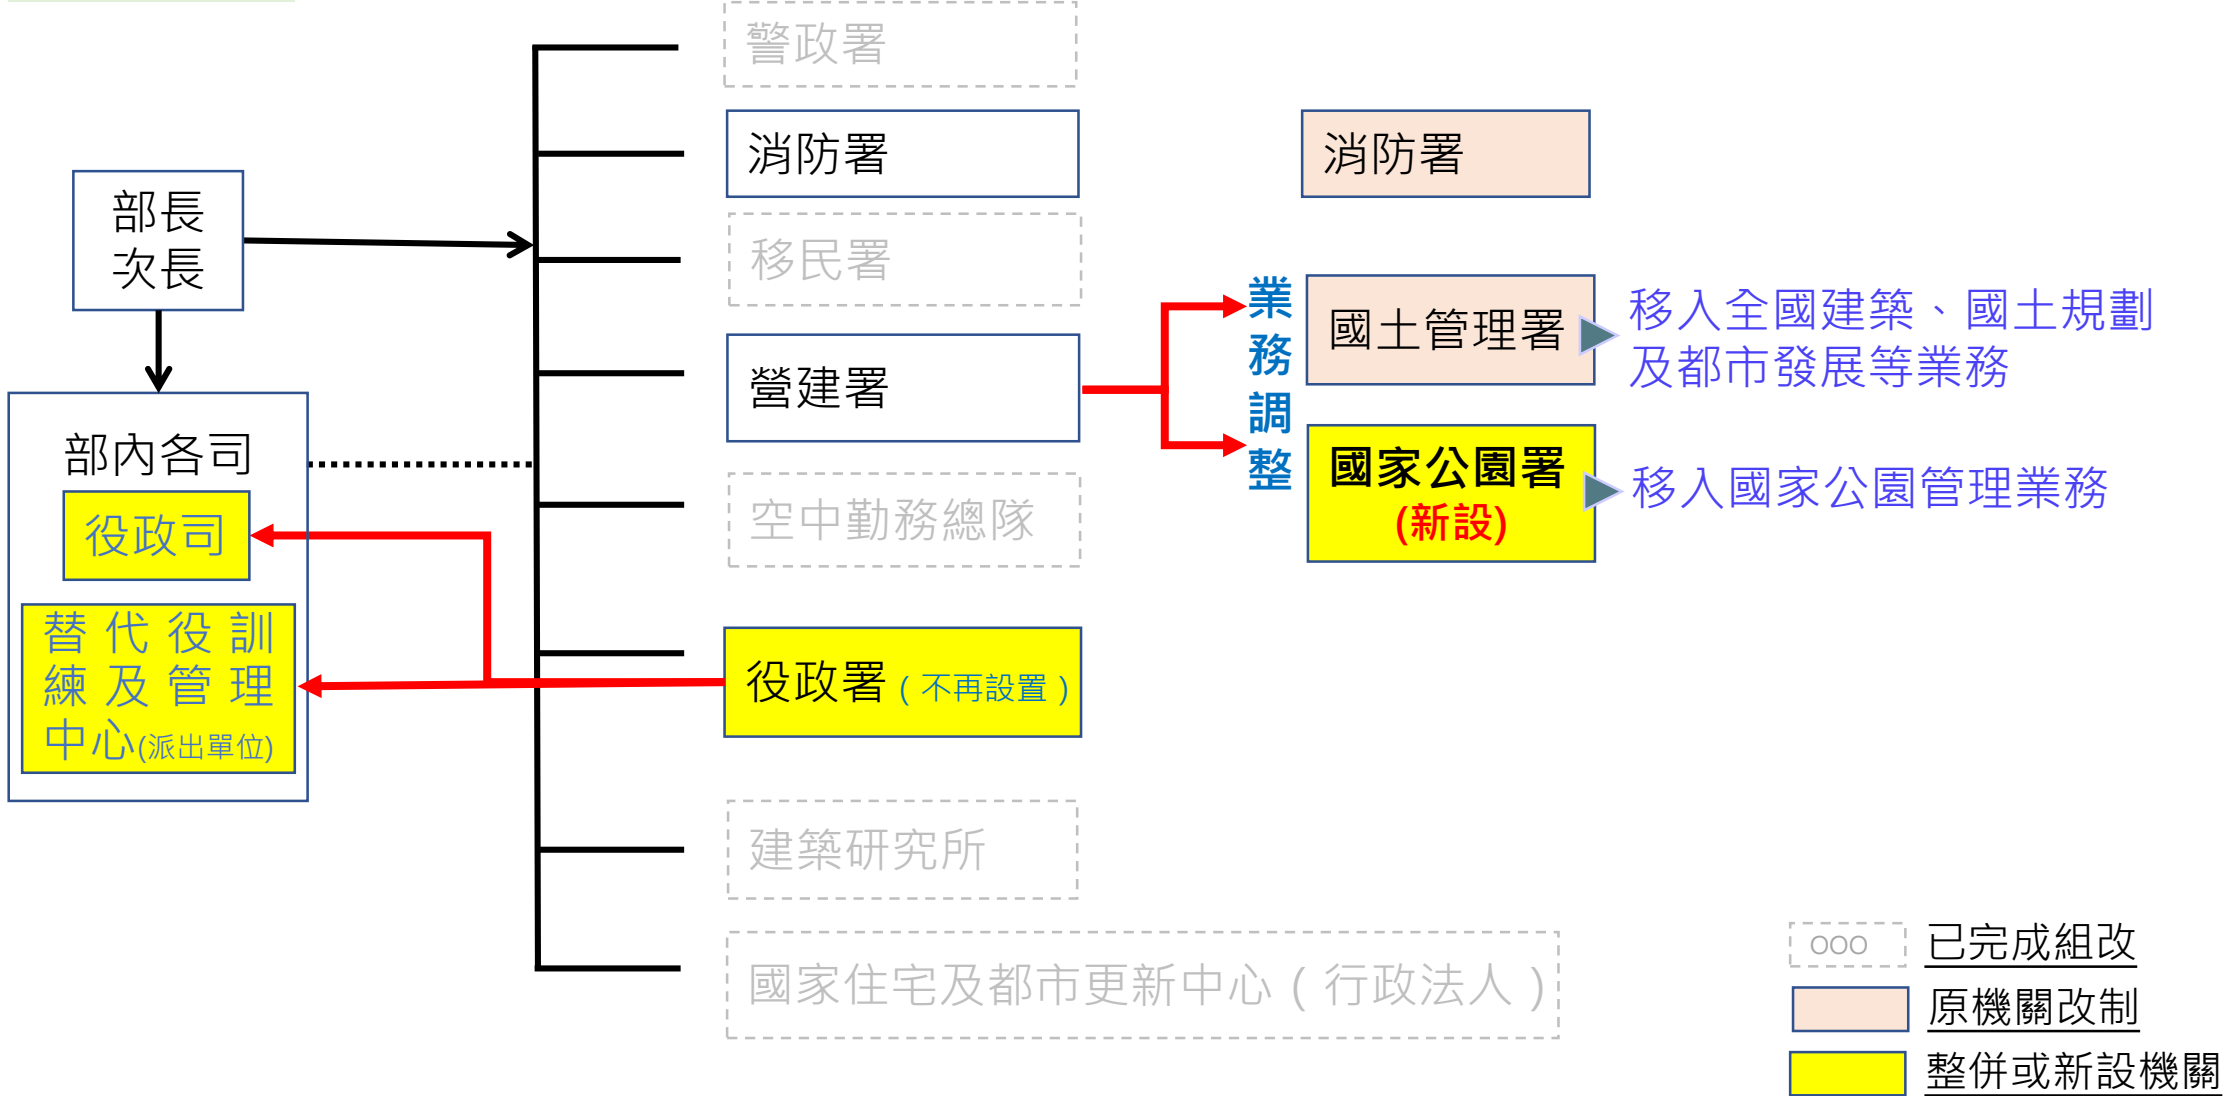 警政署
消防署
消防署
部長
次長
移民署
業
務
調
整
國土管理署
移入全國建築、國土規劃
及都市發展等業務
營建署
部內各司
國家公園署
(新設)
移入國家公園管理業務
役政司
空中勤務總隊
替代役訓
練及管理
中心(派出單位)
役政署(不再設置)
建築研究所
國家住宅及都市更新中心(行政法人)
OOO 已完成組改
原機關改制
整併或新設機關